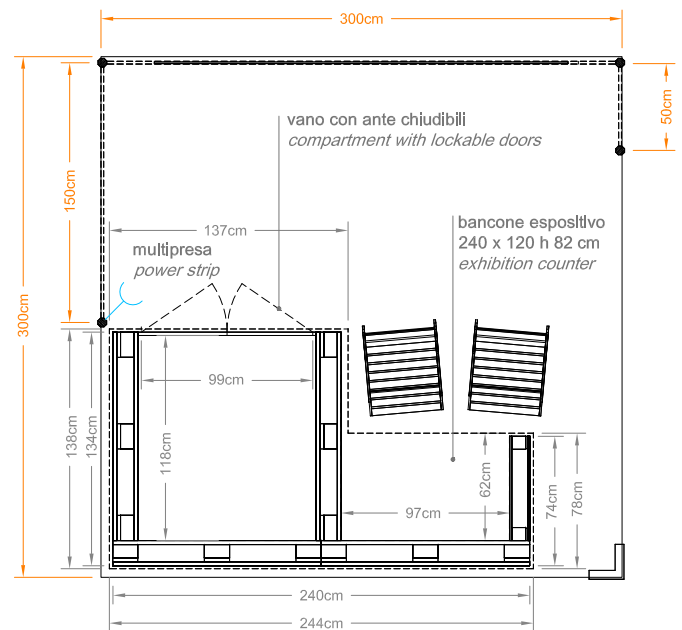 300cm
50cm
vano con ante chiudibili
compartment with lockable doors
150cm
bancone espositivo
240 x 120 h 82 cm
exhibition counter
137cm
multipresa
power strip
300cm
99cm
138cm
134cm
118cm
62cm
74cm
78cm
97cm
240cm
244cm